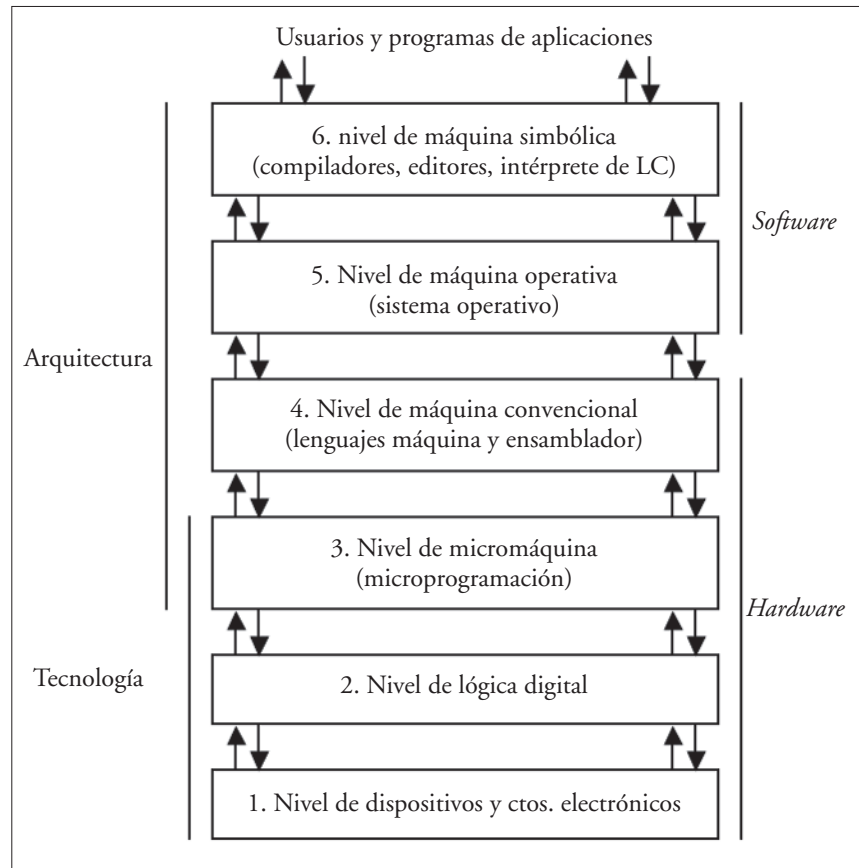 Usuarios y programas de aplicaciones
6. nivel de máquina simbólica
(compiladores, editores, intérprete de LC)
Software
5. Nivel de máquina operativa
(sistema operativo)
Arquitectura
4. Nivel de máquina convencional
(lenguajes máquina y ensamblador)
3. Nivel de micromáquina
(microprogramación)
Hardware
Tecnología
2. Nivel de lógica digital
1. Nivel de dispositivos y ctos. electrónicos